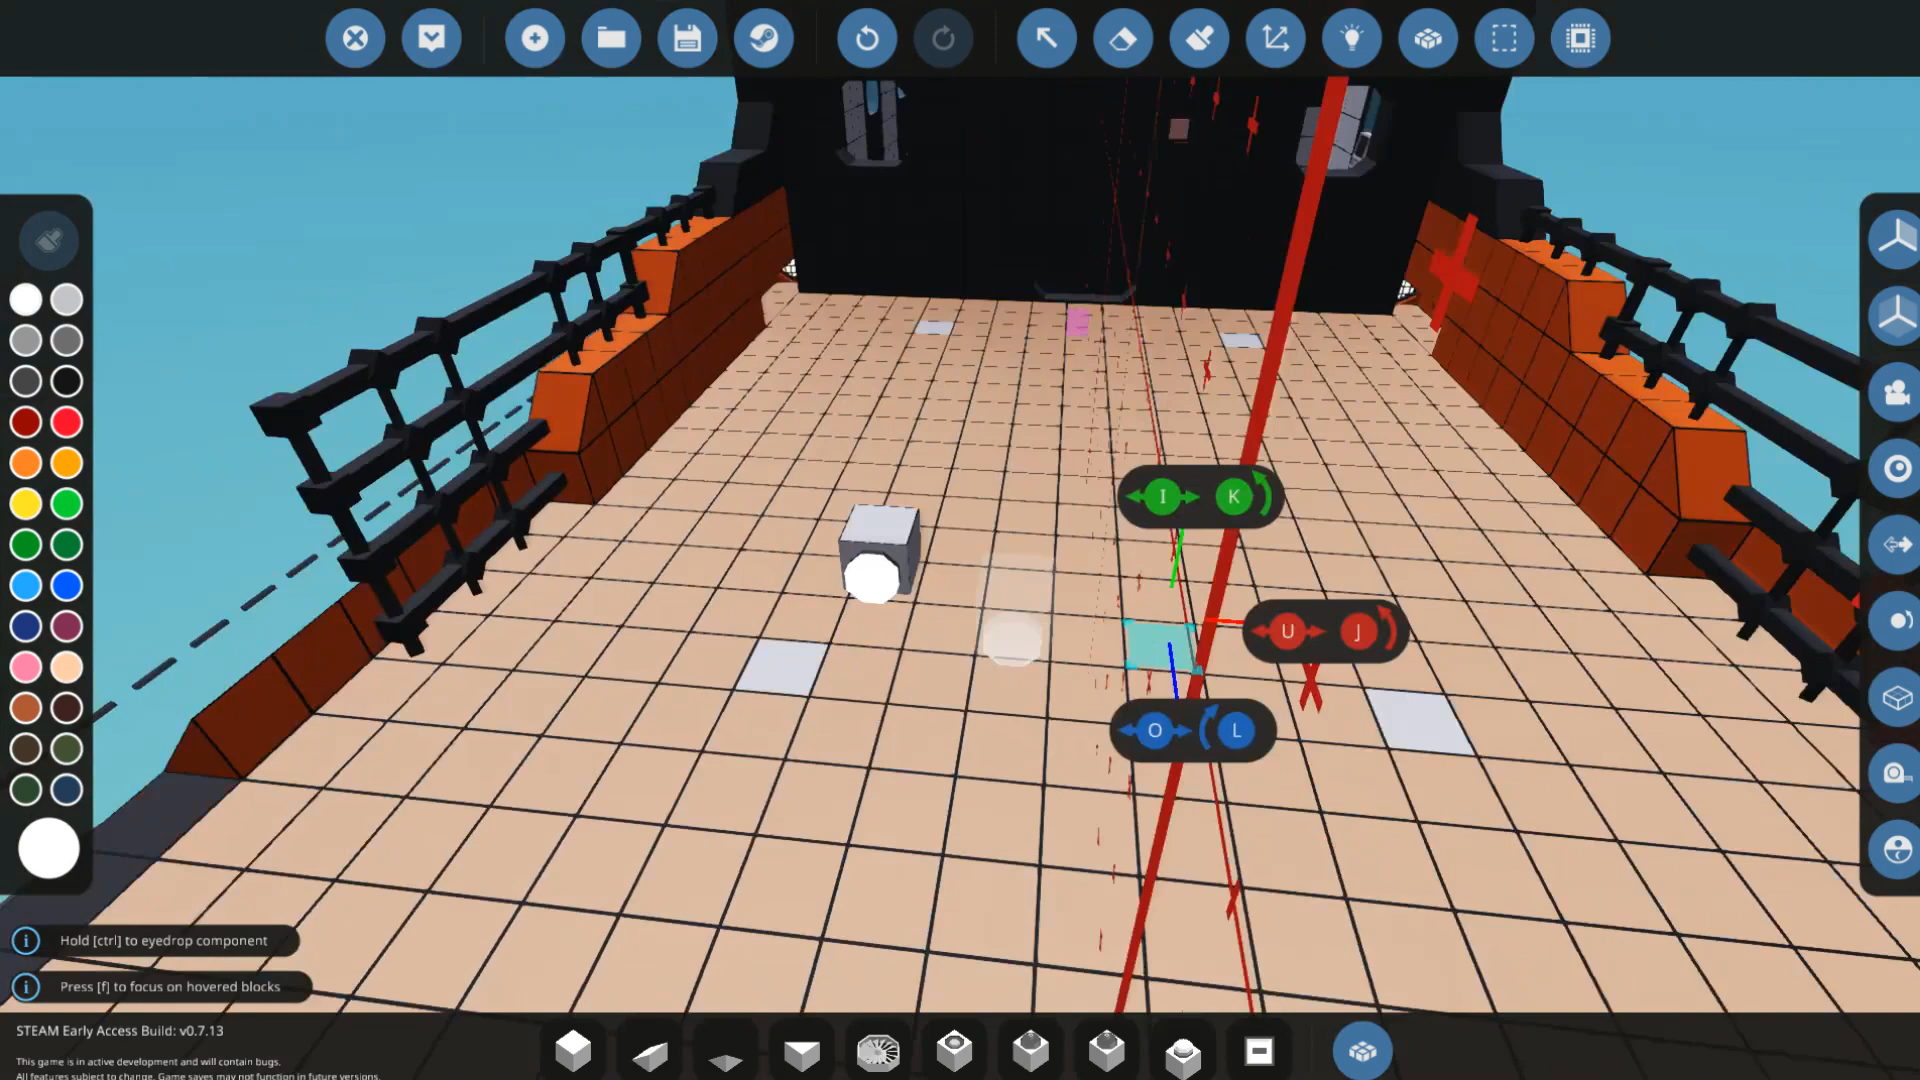 I K
U J
O L
Hold [ctrl] to eyedrop component
Press [f] to focus on hovered blocks
STEAM Early Access Build: v0.7.13
This game is in active development and will contain bugs.
All features subject to change. Game saves may not function in future versions.